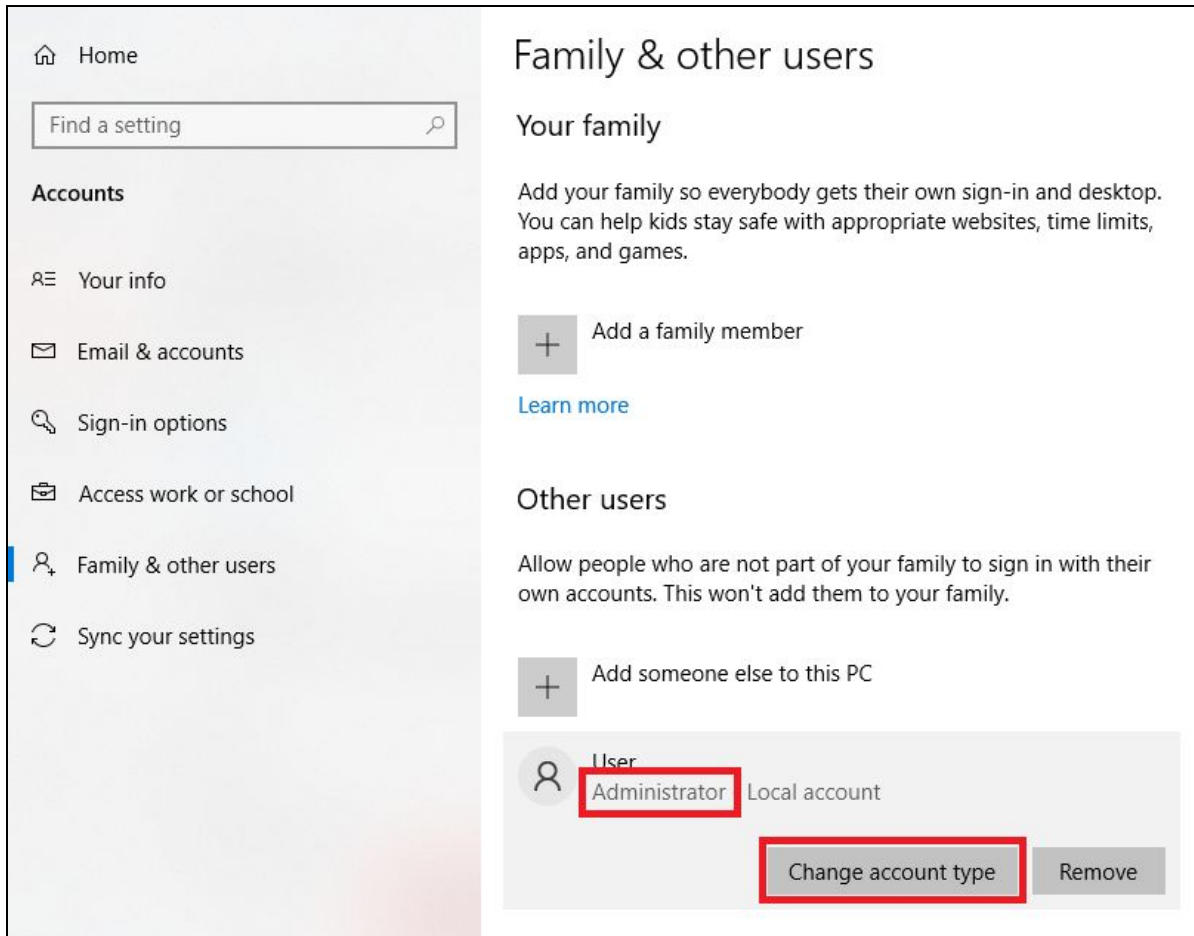 Home
Find a setting
Accounts
Your info
Email & accounts
Sign-in options
Access work or school
Family & other users
Sync your settings
Family & other users
Your family
Add your family so everybody gets their own sign-in and desktop.
You can help kids stay safe with appropriate websites, time limits,
apps, and games.
Add a family member
Learn more
Other users
Allow people who are not part of your family to sign in with their
own accounts. This won't add them to your family.
Add someone else to this PC
User
Administrator Local account
Change account type Remove